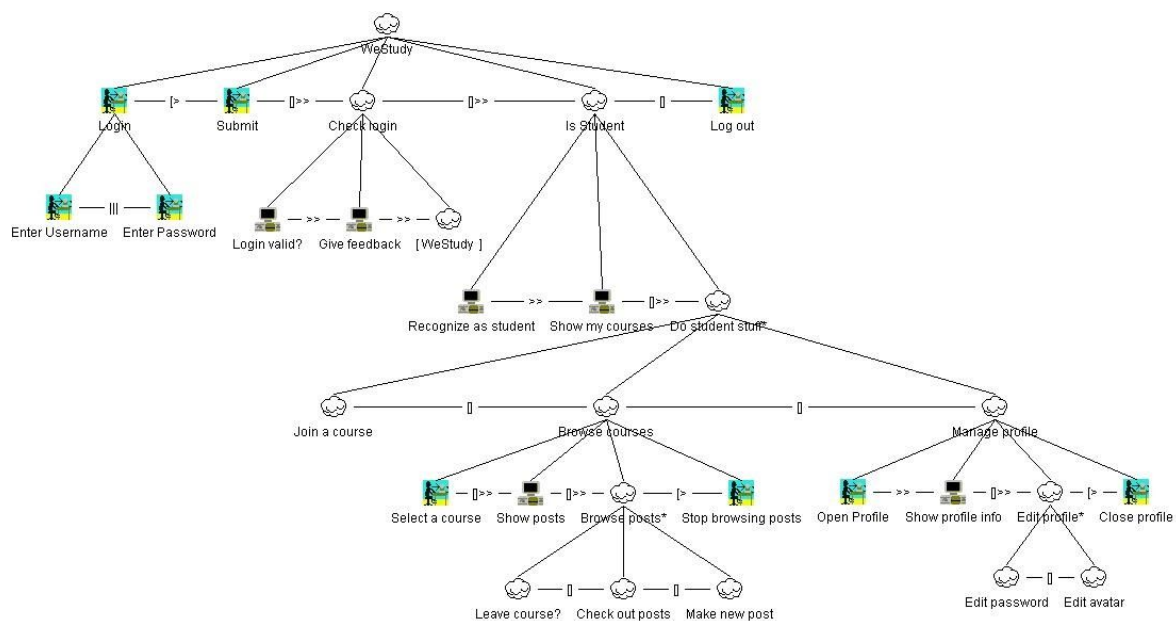 WeStudy
[> []>> []>> []
Login Submit Check login Is Student Log out
||| >> >>
Enter Username Enter Password Login valid? Give feedback [ WeStudy ]
>> []>>
Recognize as student Show my courses Do student stuff*
[] []
Join a course Browse courses Manage profile
[]>> []>> [> >> []>> [>
Select a course Show posts Browse posts* Stop browsing posts Open Profile Show profile info Edit profile* Close profile
[] [] []
Leave course? Check out posts Make new post Edit password Edit avatar